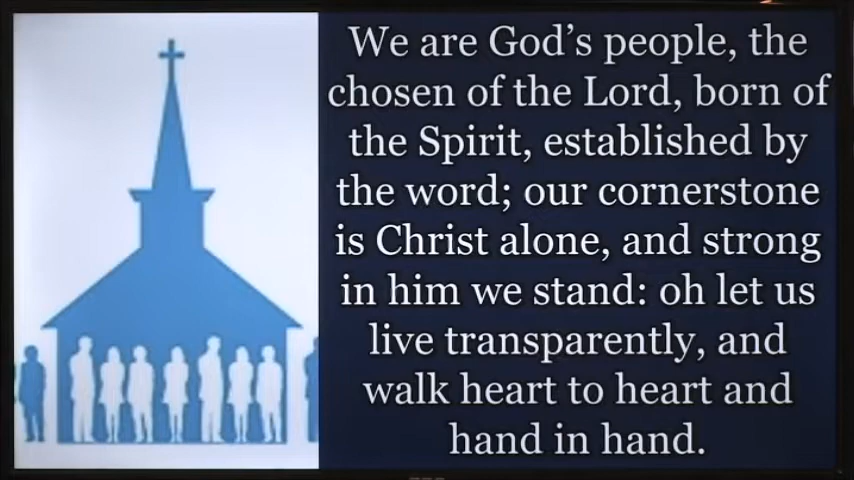 We are God's people, the
chosen of the Lord, born of
the Spirit, established by
the word; our cornerstone
is Christ alone, and strong
in him we stand: oh let us
live transparently, and
walk heart to heart and
hand in hand.